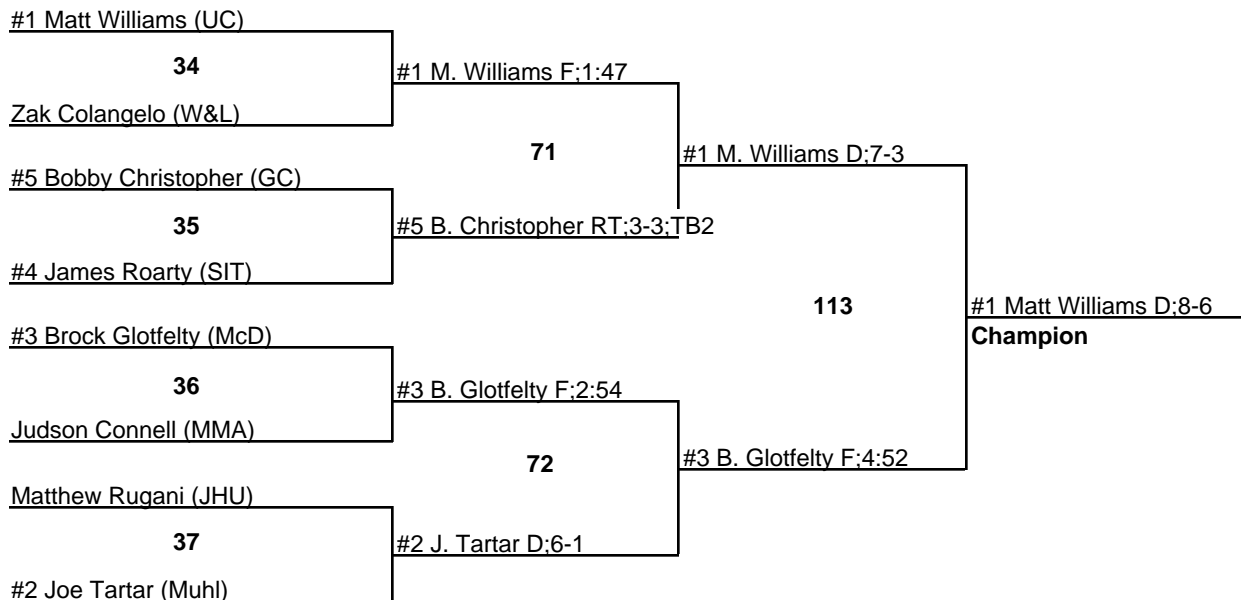 #1 Matt Williams (UC)
34
Zak Colangelo (W&L)
#1 M. Williams F;1:47
71
#5 Bobby Christopher (GC)
35
#4 James Roarty (SIT)
#5 B. Christopher RT;3-3;TB2
#1 M. Williams D;7-3
#3 Brock Glotfelty (McD)
36
Judson Connell (MMA)
#3 B. Glotfelty F;2:54
72
Matthew Rugani (JHU)
37
#2 Joe Tartar (Muhl)
#2 J. Tartar D;6-1
#3 B. Glotfelty F;4:52
113
#1 Matt Williams D;8-6
Champion